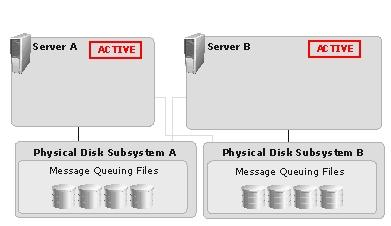 Server A
ACTIVE
Server B
ACTIVE
Physical Disk Subsystem A
Message Queuing Files
Physical Disk Subsystem B
Message Queuing Files